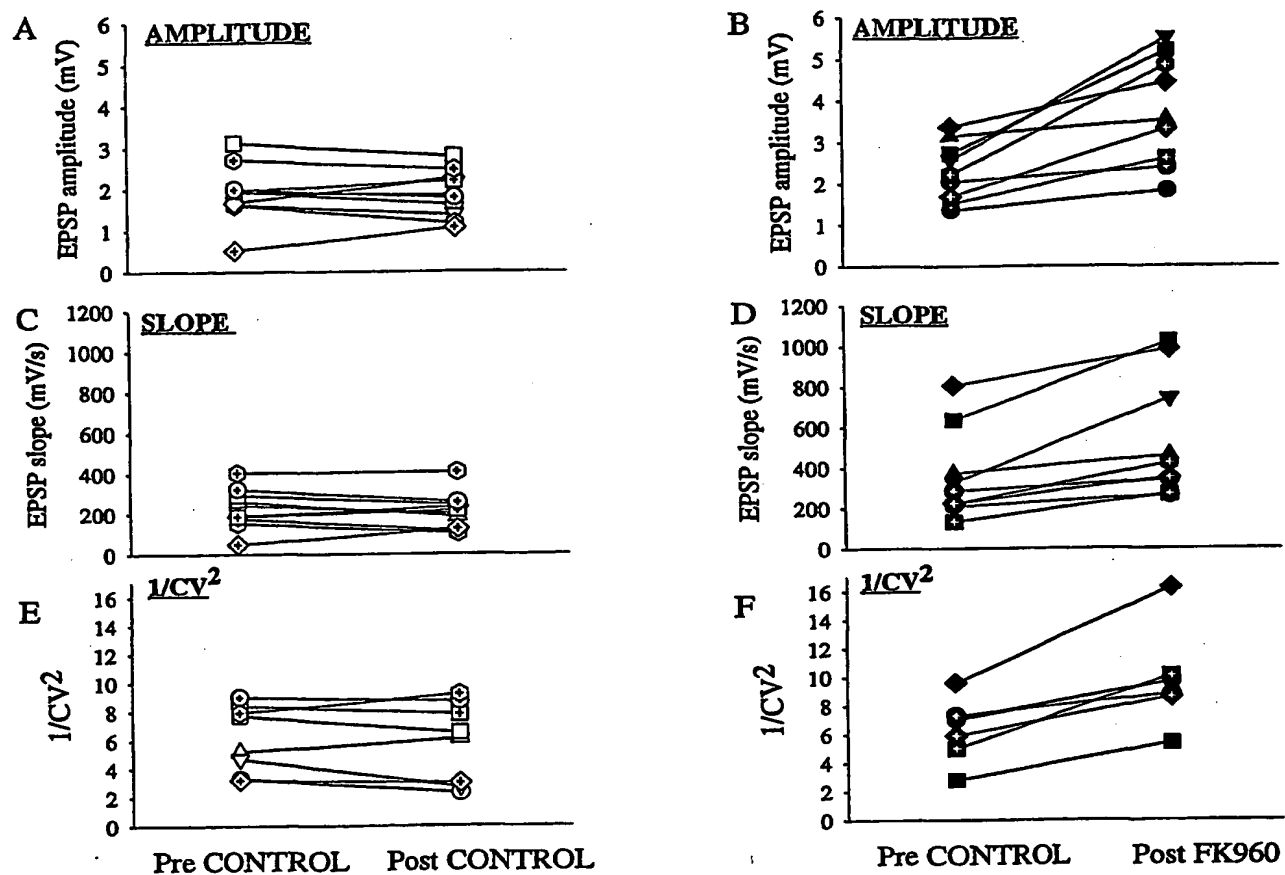 A
AMPLITUDE
EPSP amplitude (mV)
6
5
4
3
2
1
0
B
AMPLITUDE
EPSP amplitude (mV)
6
5
4
3
2
1
0
C
SLOPE
EPSP slope (mV/s)
1200
1000
800
600
400
200
0
D
SLOPE
EPSP slope (mV/s)
1200
1000
800
600
400
200
0
E
1/CV²
1/CV²
16
14
12
10
8
6
4
2
0
Pre CONTROL
Post CONTROL
F
1/CV²
1/CV²
16
14
12
10
8
6
4
2
0
Pre CONTROL
Post FK960